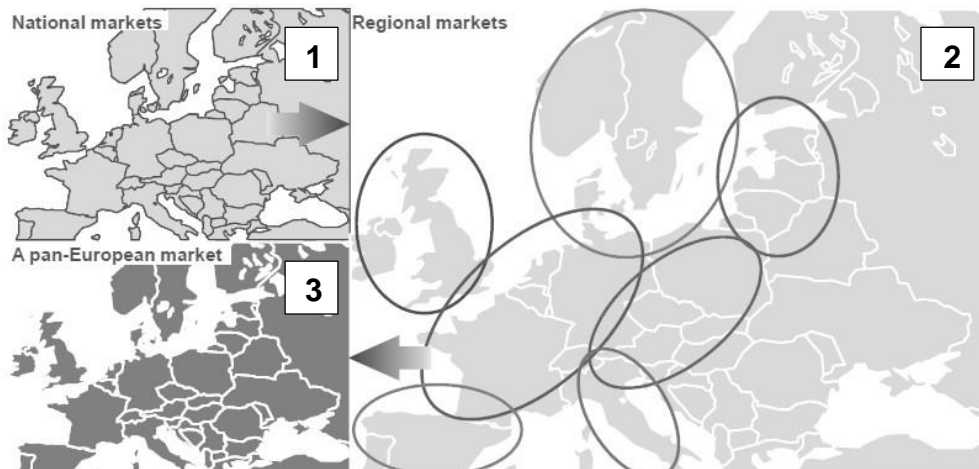 National markets
1
Regional markets
2
A pan-European market
3